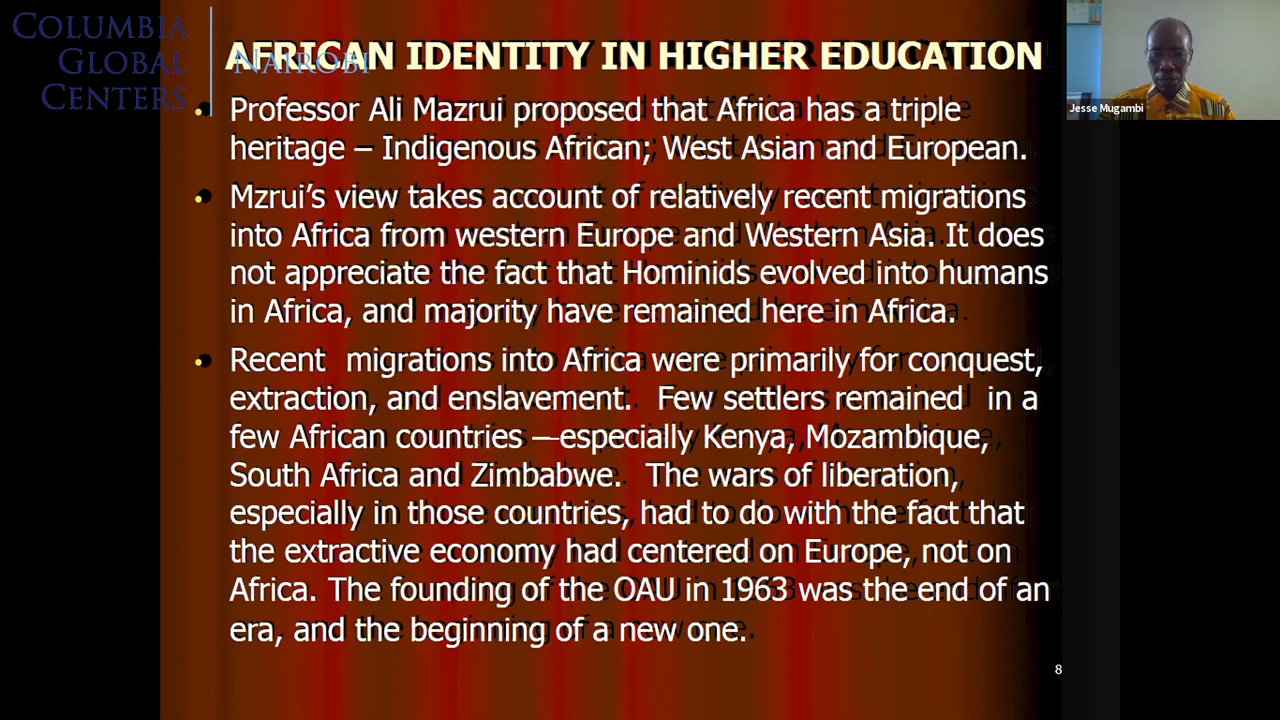 COLUMBIA
GLOBAL
CENTERS
NAIROBI
AFRICAN IDENTITY IN HIGHER EDUCATION
Jesse Mugambi
• Professor Ali Mazrui proposed that Africa has a triple
heritage – Indigenous African; West Asian and European.
• Mzrui’s view takes account of relatively recent migrations
into Africa from western Europe and Western Asia. It does
not appreciate the fact that Hominids evolved into humans
in Africa, and majority have remained here in Africa.
• Recent migrations into Africa were primarily for conquest,
extraction, and enslavement. Few settlers remained in a
few African countries —especially Kenya, Mozambique,
South Africa and Zimbabwe. The wars of liberation,
especially in those countries, had to do with the fact that
the extractive economy had centered on Europe, not on
Africa. The founding of the OAU in 1963 was the end of an
era, and the beginning of a new one.
8